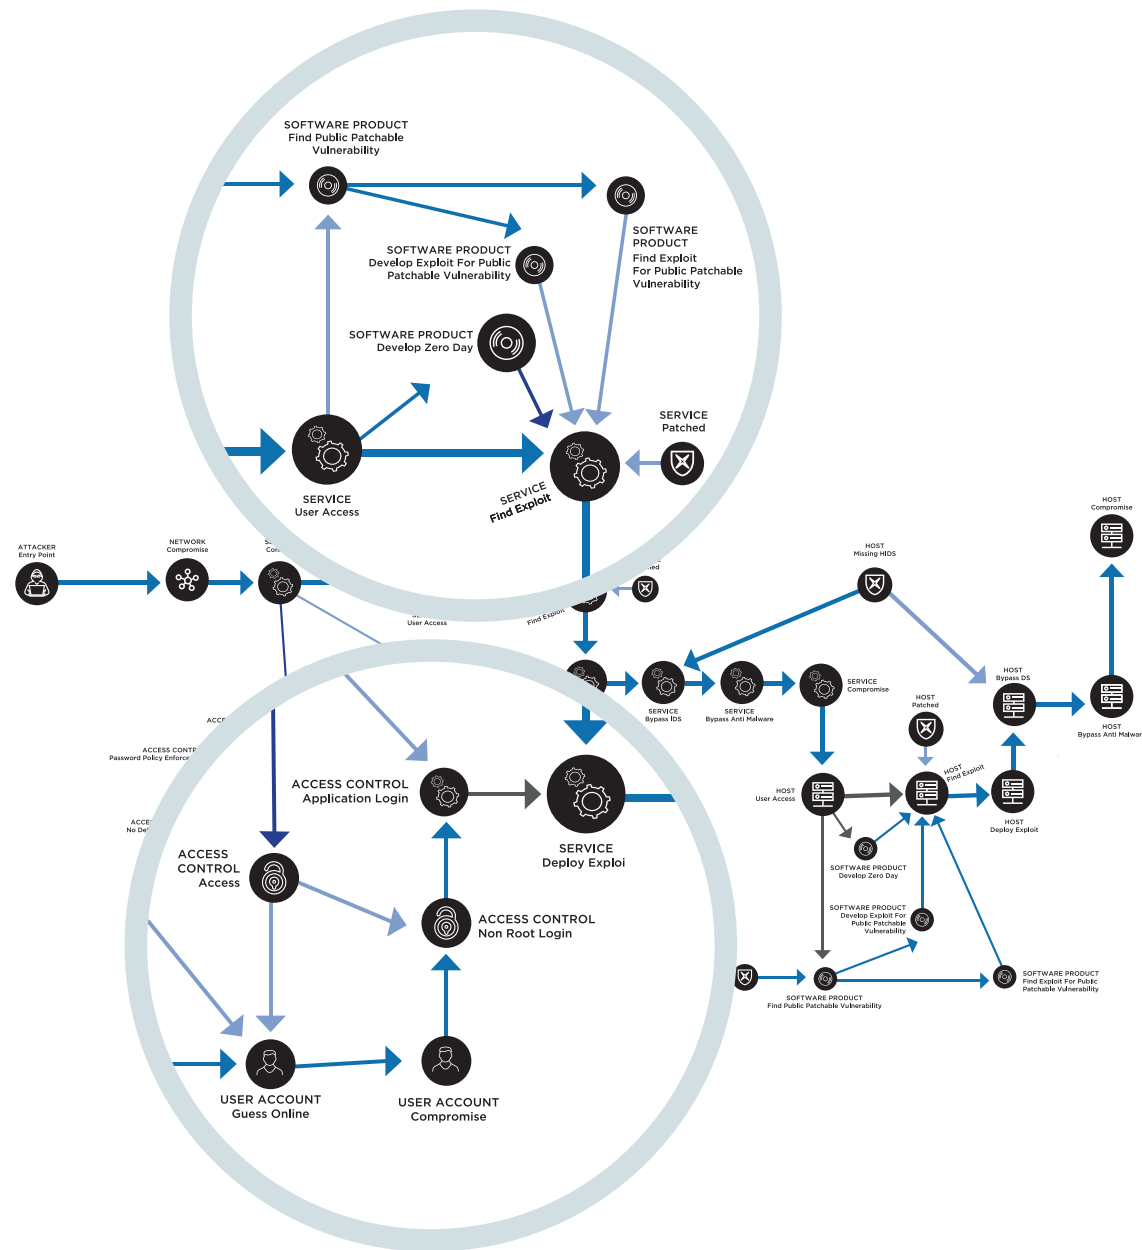 SOFTWARE PRODUCT
Find Public Patchable
Vulnerability
SOFTWARE PRODUCT
Develop Exploit For Public
Patchable Vulnerability
SOFTWARE
PRODUCT
Find Exploit
For Public Patchable
Vulnerability
SOFTWARE PRODUCT
Develop Zero Day
SERVICE
Patched
SERVICE
User Access
SERVICE
Find Exploit
HOST
Compromise
ATTACKER
Entry Point
NETWORK
Compromise
HOST
Missing HIDS
User Access
Find Exploit
HOST
Bypass DS
SERVICE
Compromise
SERVICE
Bypass IDS
SERVICE
Bypass Anti Malware
HOST
Patched
HOST
Bypass Anti Malwar
ACCESS CONTR
Password Policy Enforce
HOST
User Access
HOST
Find Exploit
HOST
Deploy Exploit
ACCESS CONTROL
Application Login
SERVICE
Deploy Exploi
ACCESS
CONTROL
Access
SOFTWARE PRODUCT
Develop Zero Day
ACCESS CONTROL
Non Root Login
SOFTWARE PRODUCT
Develop Exploit For
Public Patchable
Vulnerability
SOFTWARE PRODUCT
Find Public Patchable Vulnerability
SOFTWARE PRODUCT
Find Exploit For Public
Patchable Vulnerability
USER ACCOUNT
Guess Online
USER ACCOUNT
Compromise